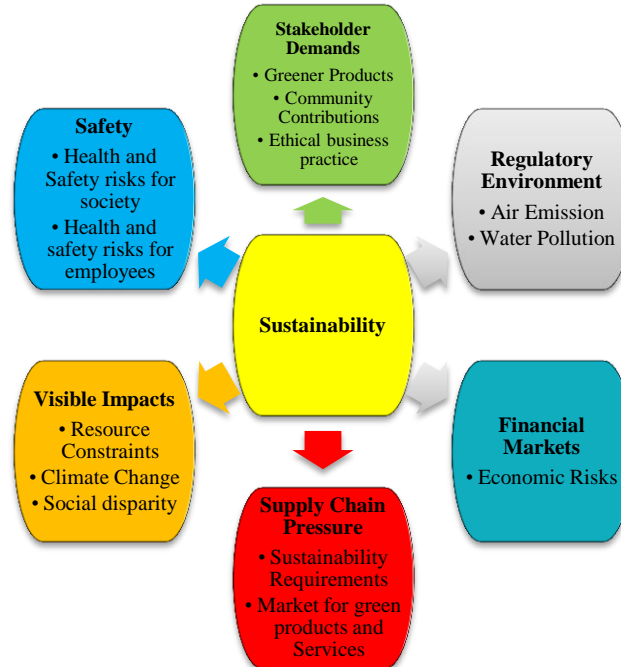 Stakeholder
Demands
• Greener Products
• Community
Contributions
• Ethical business
practice
Safety
• Health and
Safety risks for
society
• Health and
safety risks for
employees
Regulatory
Environment
• Air Emission
• Water Pollution
Sustainability
Visible Impacts
• Resource
Constraints
• Climate Change
• Social disparity
Financial
Markets
• Economic Risks
Supply Chain
Pressure
• Sustainability
Requirements
• Market for green
products and
Services